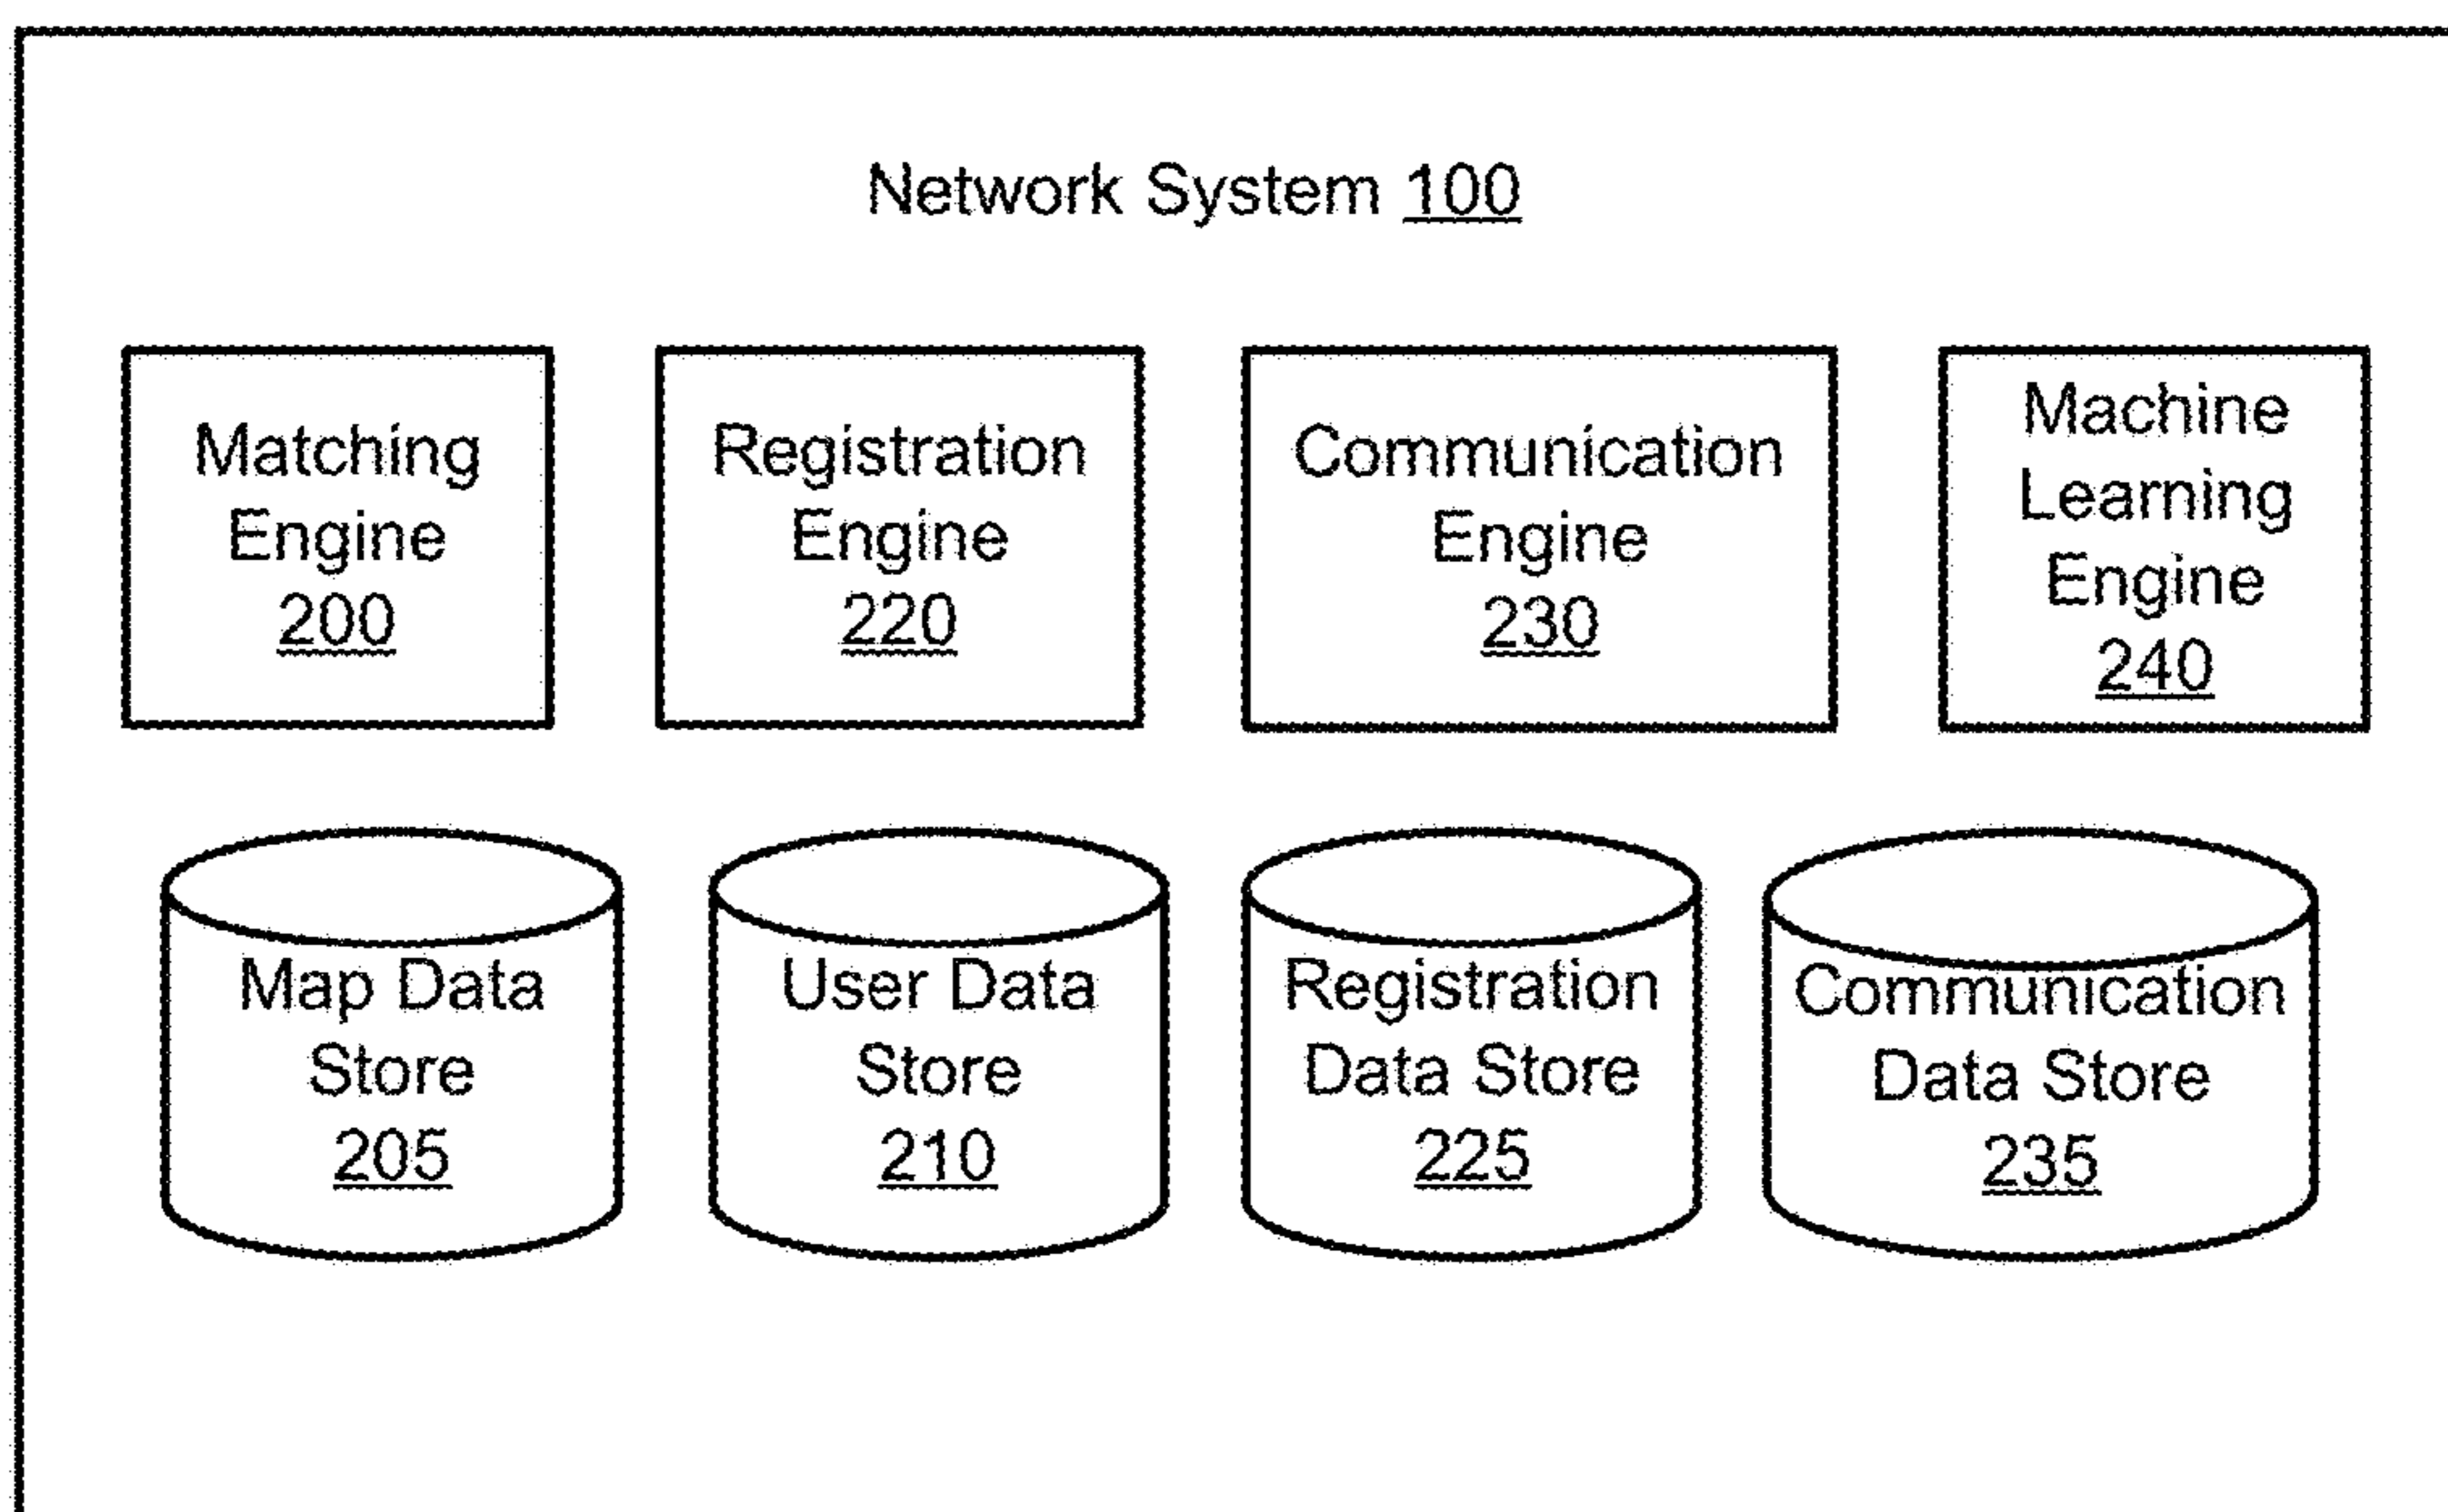 Network System 100
Matching
Engine
200
Registration
Engine
220
Communication
Engine
230
Machine
Learning
Engine
240
Map Data
Store
205
User Data
Store
210
Registration
Data Store
225
Communication
Data Store
235